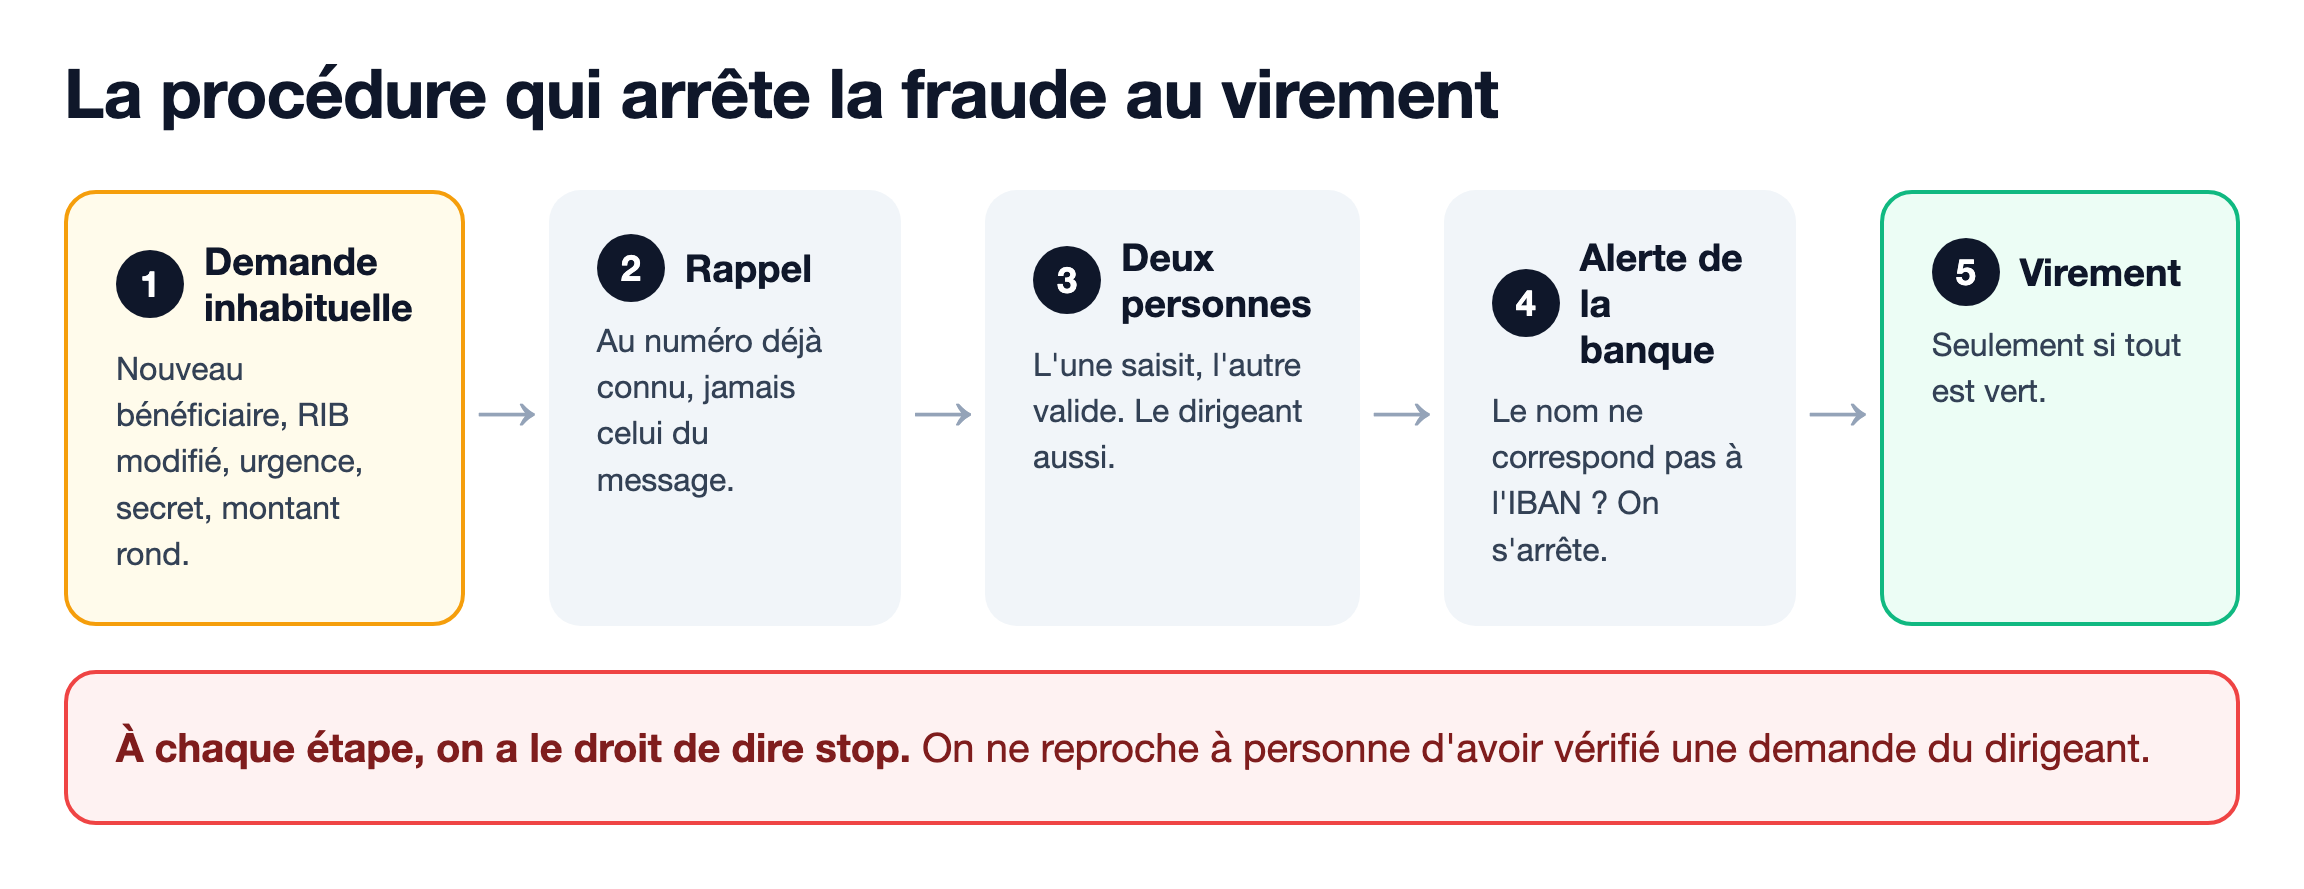 La procédure qui arrête la fraude au virement
1
Demande
inhabituelle
Nouveau
bénéficiaire, RIB
modifié, urgence,
secret, montant
rond.
2
Rappel
Au numéro déjà
connu, jamais
celui du
message.
3
Deux
personnes
L'une saisit, l'autre
valide. Le dirigeant
aussi.
4
Alerte de
la
banque
Le nom ne
correspond pas à
l'IBAN ? On
s'arrête.
5
Virement
Seulement si tout
est vert.
À chaque étape, on a le droit de dire stop. On ne reproche à personne d'avoir vérifié une demande du dirigeant.